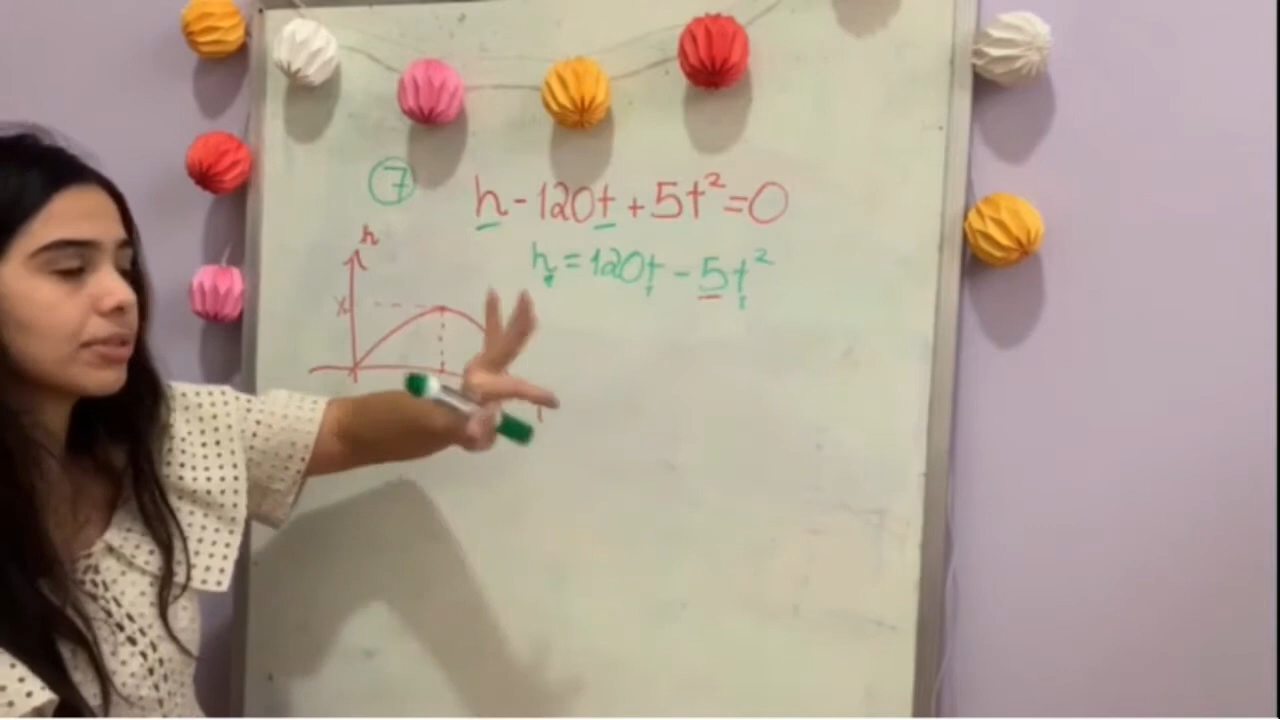 7
h - 120t + 5t² = 0
h = 120t - 5t²
h
x